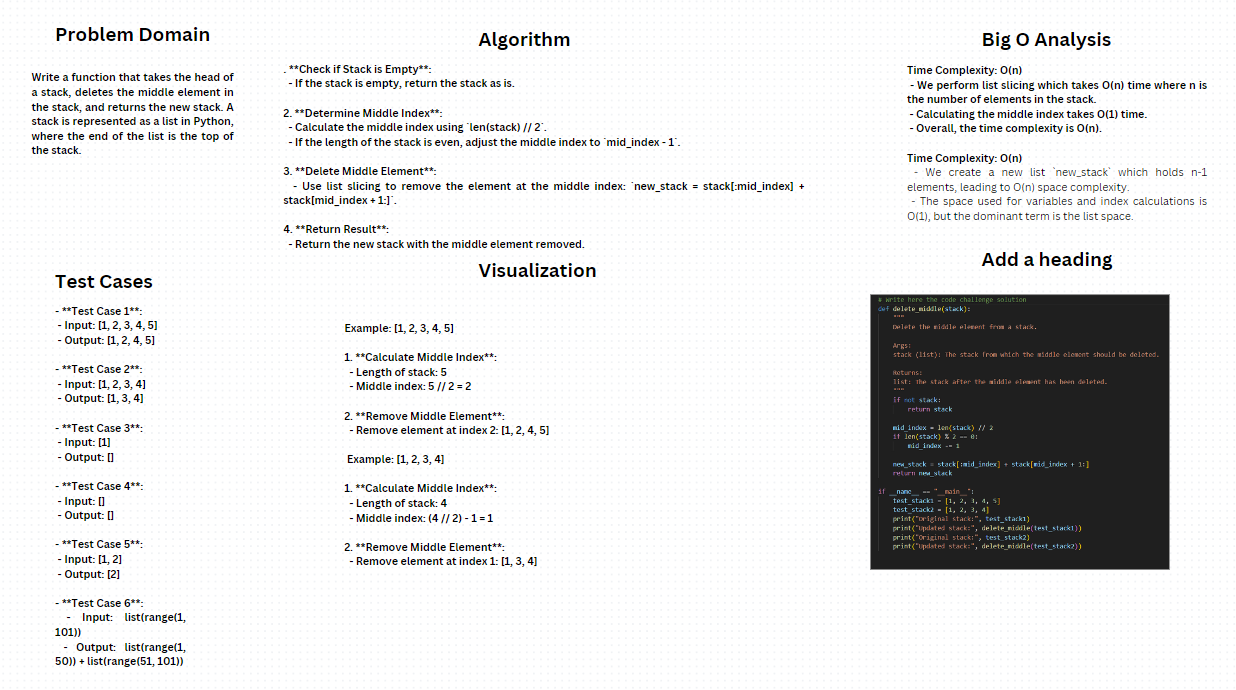 Problem Domain
Write a function that takes the head of
a stack, deletes the middle element in
the stack, and returns the new stack. A
stack is represented as a list in Python,
where the end of the list is the top of
the stack.
Algorithm
. **Check if Stack is Empty**:
- If the stack is empty, return the stack as is.
2. **Determine Middle Index**:
- Calculate the middle index using `len(stack) // 2`.
- If the length of the stack is even, adjust the middle index to `mid_index - 1`.
3. **Delete Middle Element**:
- Use list slicing to remove the element at the middle index: `new_stack = stack[:mid_index] +
stack[mid_index + 1:]`.
4. **Return Result**:
- Return the new stack with the middle element removed.
Big O Analysis
Time Complexity: O(n)
- We perform list slicing which takes O(n) time where n is
the number of elements in the stack.
- Calculating the middle index takes O(1) time.
- Overall, the time complexity is O(n).
Time Complexity: O(n)
- We create a new list `new_stack` which holds n-1
elements, leading to O(n) space complexity.
- The space used for variables and index calculations is
O(1), but the dominant term is the list space.
Test Cases
- **Test Case 1**:
- Input: [1, 2, 3, 4, 5]
- Output: [1, 2, 4, 5]
- **Test Case 2**:
- Input: [1, 2, 3, 4]
- Output: [1, 3, 4]
- **Test Case 3**:
- Input: [1]
- Output: []
- **Test Case 4**:
- Input: []
- Output: []
- **Test Case 5**:
- Input: [1, 2]
- Output: [2]
- **Test Case 6**:
- Input: list(range(1,
101))
- Output: list(range(1,
50)) + list(range(51, 101))
Visualization
Example: [1, 2, 3, 4, 5]
1. **Calculate Middle Index**:
- Length of stack: 5
- Middle index: 5 // 2 = 2
2. **Remove Middle Element**:
- Remove element at index 2: [1, 2, 4, 5]
Example: [1, 2, 3, 4]
1. **Calculate Middle Index**:
- Length of stack: 4
- Middle index: (4 // 2) - 1 = 1
2. **Remove Middle Element**:
- Remove element at index 1: [1, 3, 4]
Add a heading
# Write here the code challenge solution
def delete_middle(stack):
"""
Delete the middle element from a stack.
Args:
stack (list): The stack from which the middle element should be deleted.
Returns:
list: the stack after the middle element has been deleted.
"""
if not stack:
return stack
mid_index = len(stack) // 2
if len(stack) % 2 == 0:
mid_index -= 1
new_stack = stack[:mid_index] + stack[mid_index + 1:]
return new_stack
if __name__ == "__main__":
test_stack1 = [1, 2, 3, 4, 5]
test_stack2 = [1, 2, 3, 4]
print("Original stack:", test_stack1)
print("Updated stack:", delete_middle(test_stack1))
print("Original stack:", test_stack2)
print("Updated stack:", delete_middle(test_stack2))